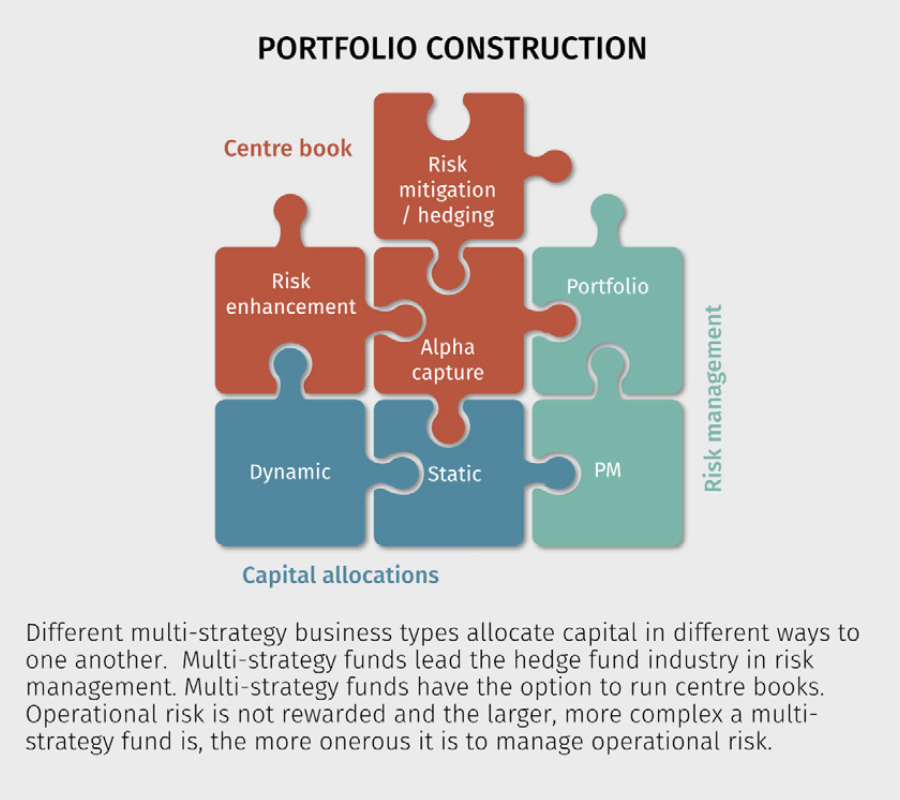 PORTFOLIO CONSTRUCTION
Centre book
Risk
mitigation
/ hedging
Risk
enhancement
Alpha
capture
Portfolio
Risk management
Dynamic
Static
PM
Capital allocations
Different multi-strategy business types allocate capital in different ways to
one another.  Multi-strategy funds lead the hedge fund industry in risk
management. Multi-strategy funds have the option to run centre books.
Operational risk is not rewarded and the larger, more complex a multi-
strategy fund is, the more onerous it is to manage operational risk.